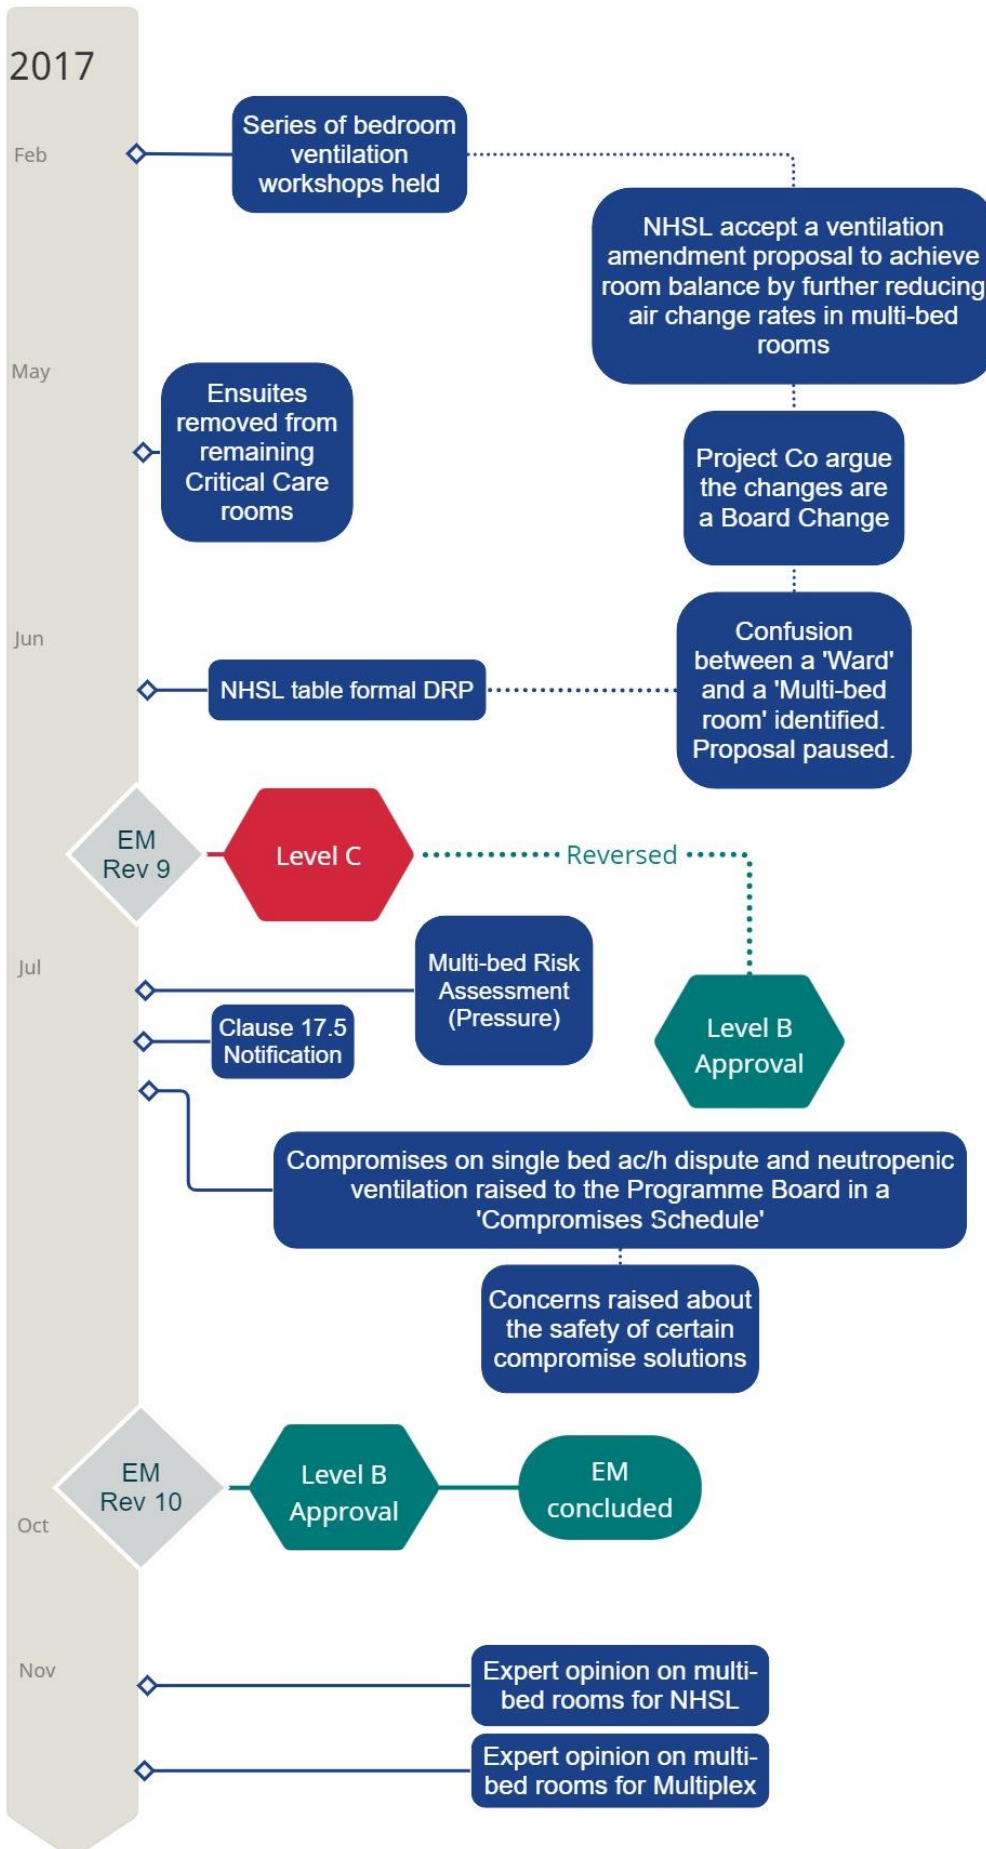 2017
Feb
Series of bedroom
ventilation
workshops held
NHSL accept a ventilation
amendment proposal to achieve
room balance by further reducing
air change rates in multi-bed
rooms
May
Ensuites
removed from
remaining
Critical Care
rooms
Project Co argue
the changes are
a Board Change
Jun
Confusion
between a 'Ward'
and a 'Multi-bed
room' identified.
Proposal paused.
NHSL table formal DRP
EM
Rev 9
Level C
Reversed
Level B
Approval
Jul
Multi-bed Risk
Assessment
(Pressure)
Clause 17.5
Notification
Compromises on single bed ac/h dispute and neutropenic
ventilation raised to the Programme Board in a
'Compromises Schedule'
Concerns raised about
the safety of certain
compromise solutions
EM
Rev 10
Level B
Approval
EM
concluded
Oct
Nov
Expert opinion on multi-
bed rooms for NHSL
Expert opinion on multi-
bed rooms for Multiplex